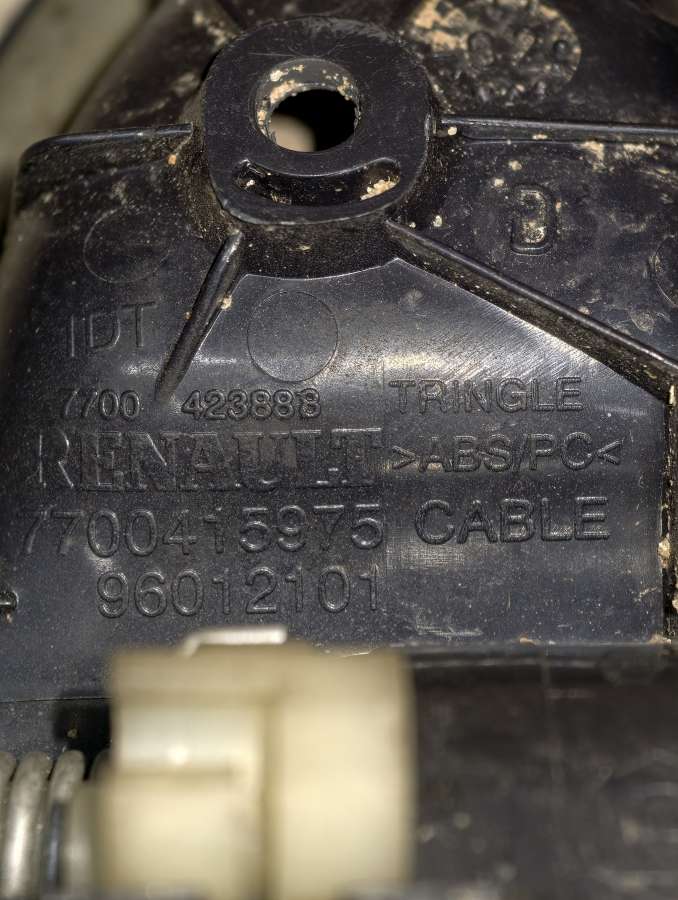 D
IDT
7700 423888 TRINGLE
RENAULT >ABS/PC<
7700415975 CABLE
96012101